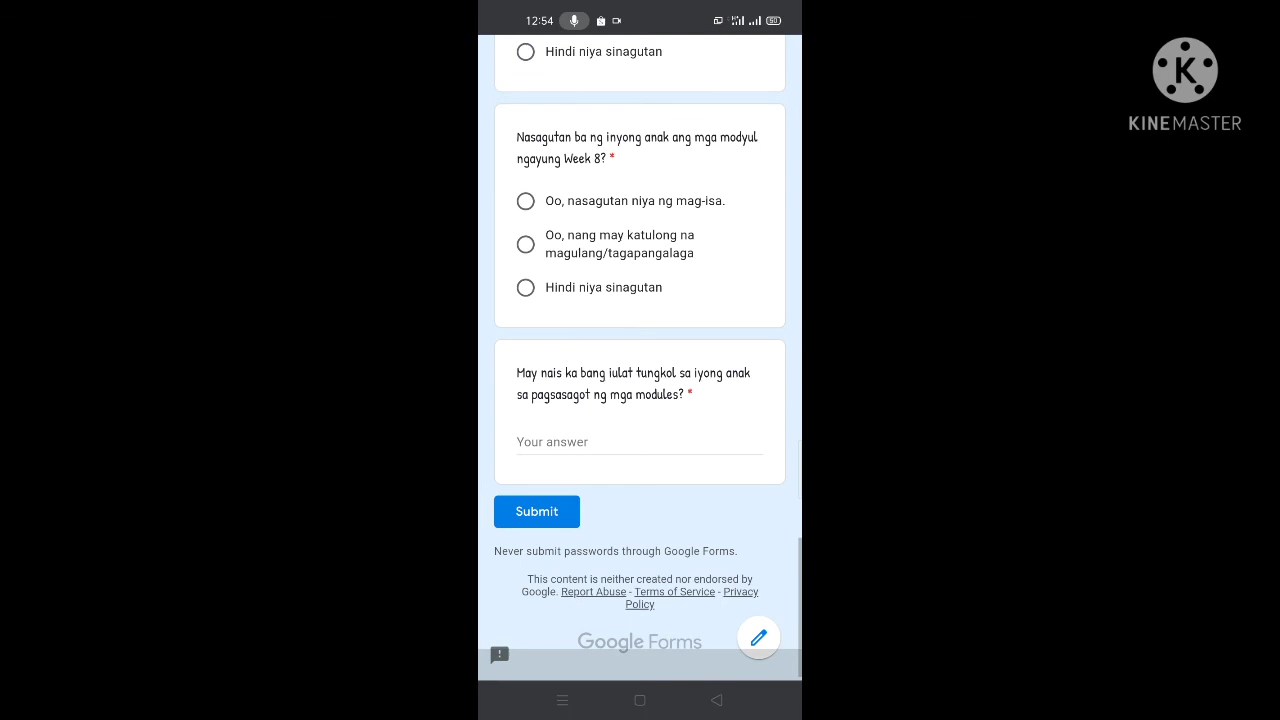 12:54
50
Hindi niya sinagutan
Nasagutan ba ng inyong anak ang mga modyul
ngayung Week 8? *
Oo, nasagutan niya ng mag-isa.
Oo, nang may katulong na
magulang/tagapangalaga
Hindi niya sinagutan
May nais ka bang iulat tungkol sa iyong anak
sa pagsasagot ng mga modules? *
Your answer
Submit
Never submit passwords through Google Forms.
This content is neither created nor endorsed by
Google. Report Abuse - Terms of Service - Privacy
Policy
Google Forms
K
KINEMASTER